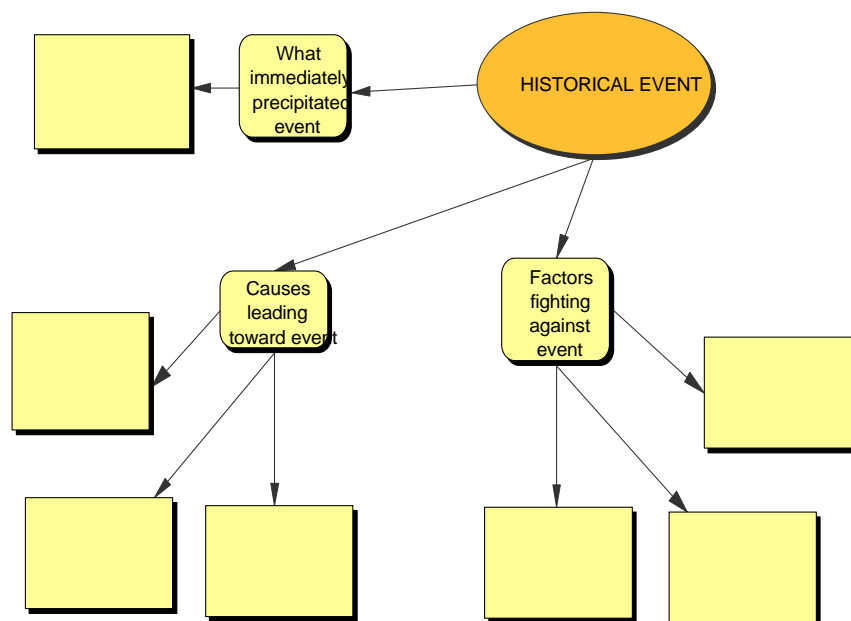 What
immediately
precipitated
event
HISTORICAL EVENT
Causes
leading
toward event
Factors
fighting
against
event